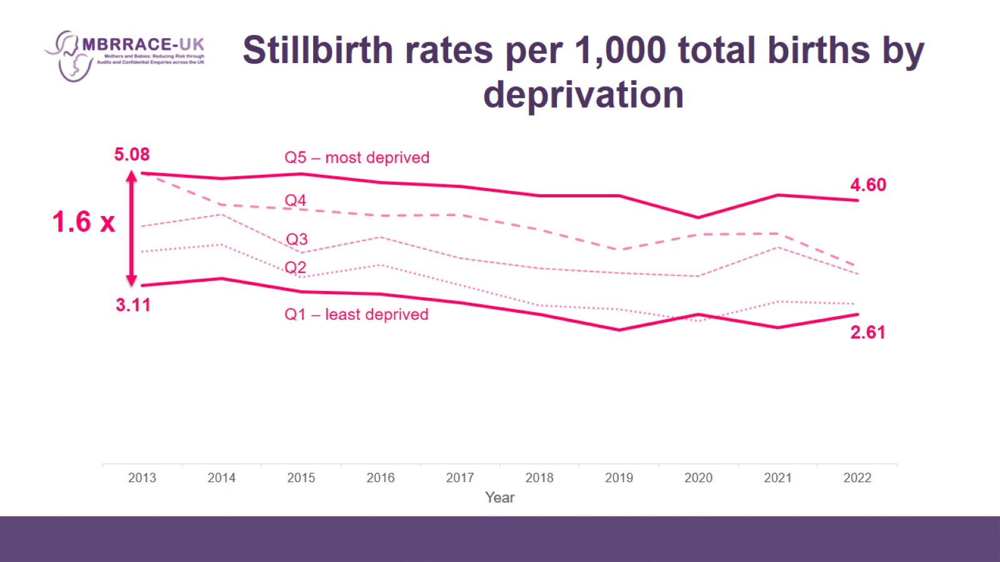 MBRRACE-UK
Mothers and Babies: Reducing Risk through
Audits and Confidential Enquiries across the UK
Stillbirth rates per 1,000 total births by
deprivation
5.08
Q5 – most deprived
4.60
Q4
1.6 x
Q3
Q2
3.11
Q1 – least deprived
2.61
2013 2014 2015 2016 2017 2018 2019 2020 2021 2022
Year